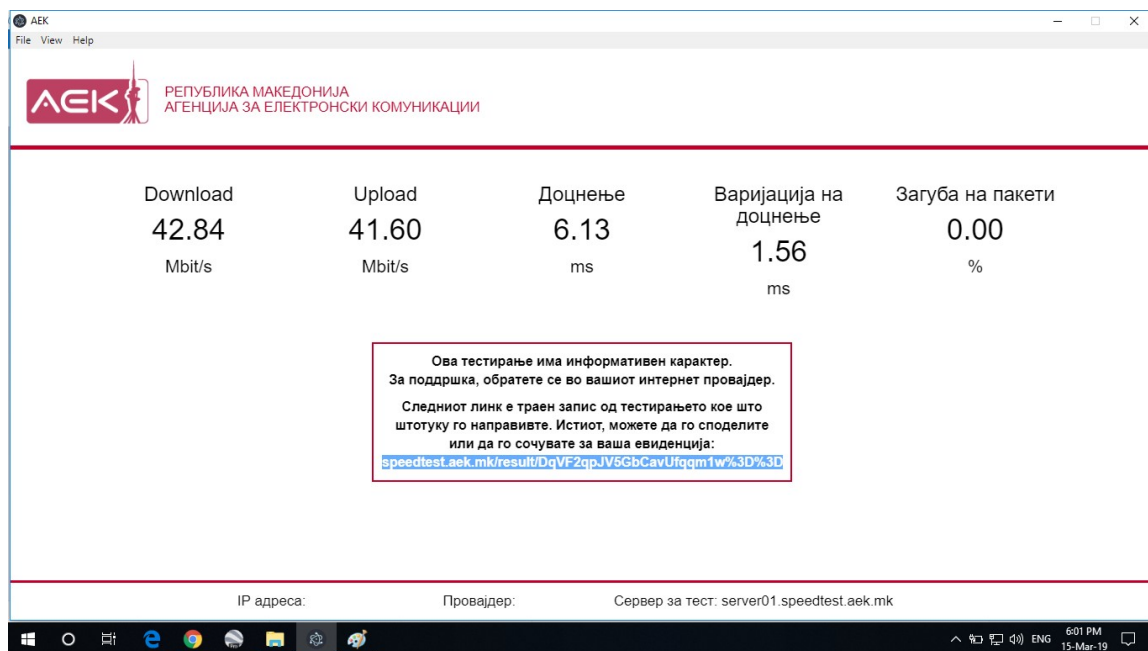 AEK
File View Help
AEK
РЕПУБЛИКА МАКЕДОНИЈА
АГЕНЦИЈА ЗА ЕЛЕКТРОНСКИ КОМУНИКАЦИИ
Download
42.84
Mbit/s
Upload
41.60
Mbit/s
Доцнење
6.13
ms
Варијација на
доцнење
1.56
ms
Загуба на пакети
0.00
%
Ова тестирање има информативен карактер.
За поддршка, обратете се во вашиот интернет провајдер.
Следниот линк е траен запис од тестирањето кое што
штотуку го направивте. Истиот, можете да го споделите
или да го сочувате за ваша евиденција:
speedtest.aek.mk/result/DqVF2qpJV5GbCavUfqqm1w%3D%3D
IP адреса:
Провајдер:
Сервер за тест: server01.speedtest.aek.mk
ENG
6:01 PM
15-Mar-19